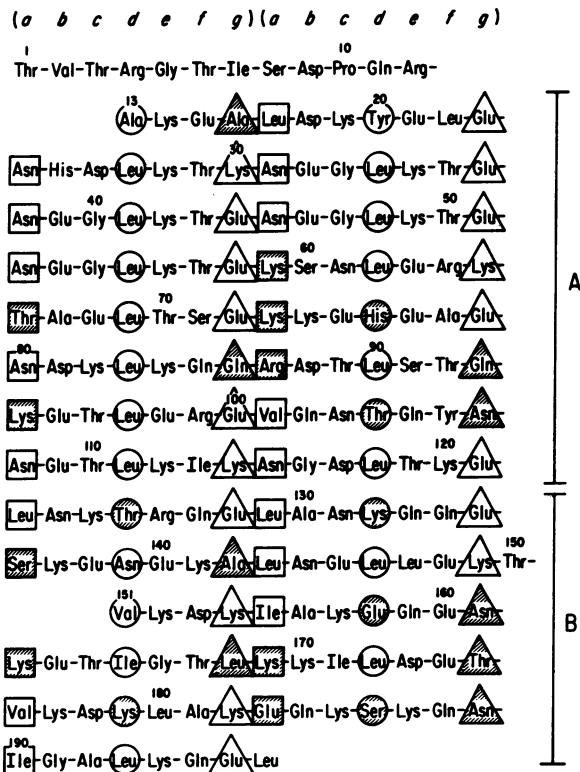 (a b c d e f g) (a b c d e f g)
1 10
Thr-Val-Thr-Arg-Gly-Thr-Ile-Ser-Asp-Pro-Gln-Arg-
13 20
Ala-Lys-Glu-Ala-Leu-Asp-Lys-Tyr-Glu-Leu-Glu
30
Asn-His-Asp-Leu-Lys-Thr-Lys-Asn-Glu-Gly-Leu-Lys-Thr-Glu
40 50
Asn-Glu-Gly-Leu-Lys-Thr-Glu-Asn-Glu-Gly-Leu-Lys-Thr-Glu
60
Asn-Glu-Gly-Leu-Lys-Thr-Glu-Lys-Ser-Asn-Leu-Glu-Arg-Lys
70
Thr-Ala-Glu-Leu-Thr-Ser-Glu-Lys-Lys-Glu-His-Glu-Ala-Glu
A
80 90
Asn-Asp-Lys-Leu-Lys-Gln-Gln-Arg-Asp-Thr-Leu-Ser-Thr-Gln
100
Lys-Glu-Thr-Leu-Glu-Arg-Glu-Val-Gln-Asn-Thr-Gln-Tyr-Asn
110 120
Asn-Glu-Thr-Leu-Lys-Ile-Lys-Asn-Gly-Asp-Leu-Thr-Lys-Glu
130
Leu-Asn-Lys-Thr-Arg-Gln-Glu-Leu-Ala-Asn-Lys-Gln-Gln-Glu
140 150
Ser-Lys-Glu-Asn-Glu-Lys-Ala-Leu-Asn-Glu-Leu-Leu-Glu-Lys-Thr-
151 160
Val-Lys-Asp-Lys-Ile-Ala-Lys-Glu-Gln-Glu-Asn
B
170
Lys-Glu-Thr-Ile-Gly-Thr-Leu-Lys-Lys-Ile-Leu-Asp-Glu-Thr
180
Val-Lys-Asp-Lys-Leu-Ala-Lys-Glu-Gln-Lys-Ser-Lys-Gln-Asn
190
Ile-Gly-Ala-Leu-Lys-Gln-Glu-Leu